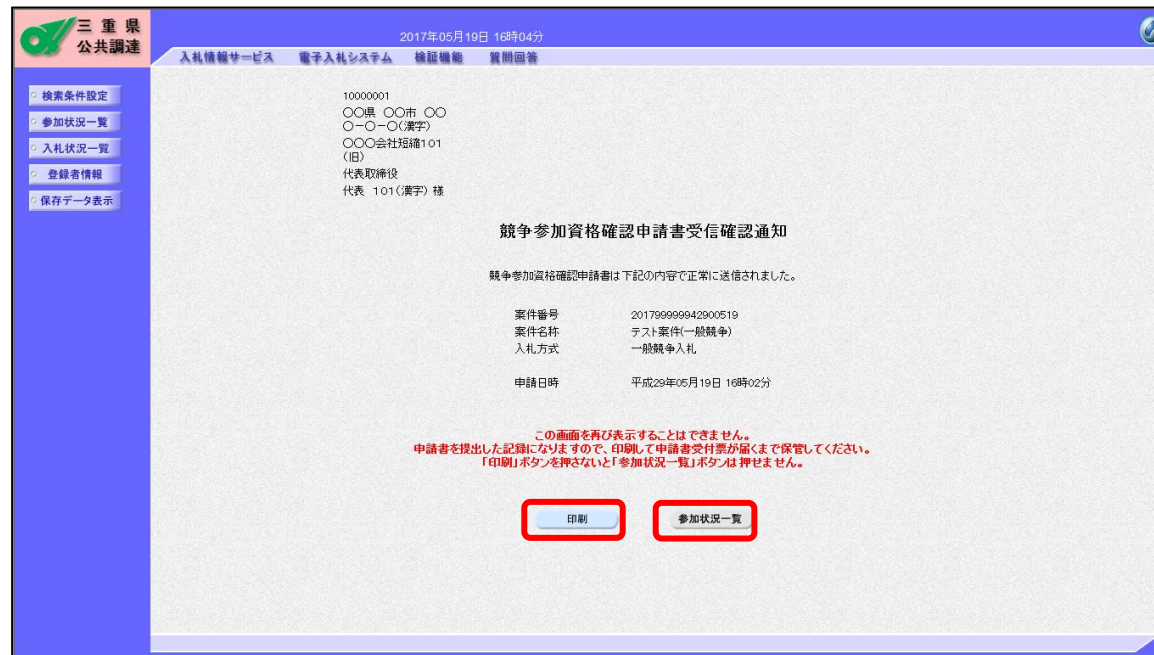 三重県
公共調達
2017年05月19日 16時04分
入札情報サービス 電子入札システム 検証機能 質問回答
検索条件設定
参加状況一覧
入札状況一覧
登録者情報
保存データ表示
10000001
〇〇県 〇〇市 〇〇
〇-〇-〇(漢字)
〇〇〇会社短縮101
(旧)
代表取締役
代表 101(漢字) 様
競争参加資格確認申請書受信確認通知
競争参加資格確認申請書は下記の内容で正常に送信されました。
案件番号 201799999942900519
案件名称 テスト案件(一般競争)
入札方式 一般競争入札
申請日時 平成29年05月19日 16時02分
この画面を再び表示することはできません。
申請書を提出した記録になりますので、印刷して申請書受付票が届くまで保管してください。
「印刷」ボタンを押さないと「参加状況一覧」ボタンは押せません。
印刷 参加状況一覧